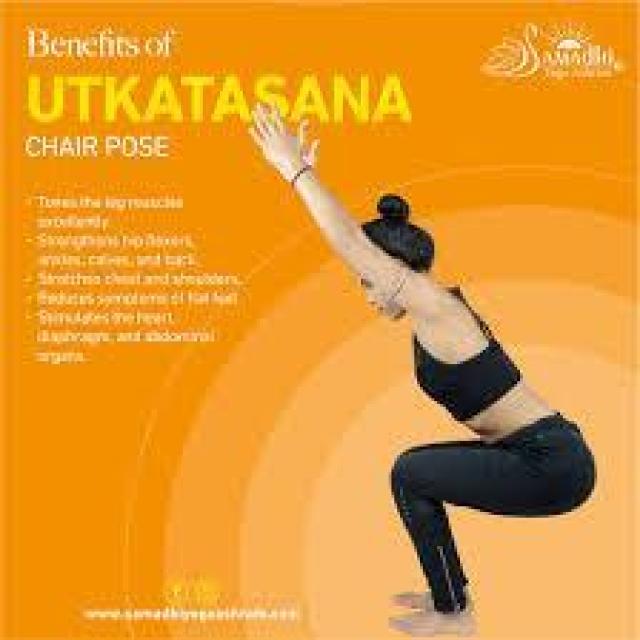 Benefits of
UTKATASANA
CHAIR POSE
Samadhi
Tones the leg muscles
excellently.
Strengthens hip flexors,
ankles, calves, and back.
Stretches chest and shoulders.
Reduces symptoms of flat feet
Stimulates the heart,
diaphragm, and abdominal
organs.
www.samadhiyogaashram.com